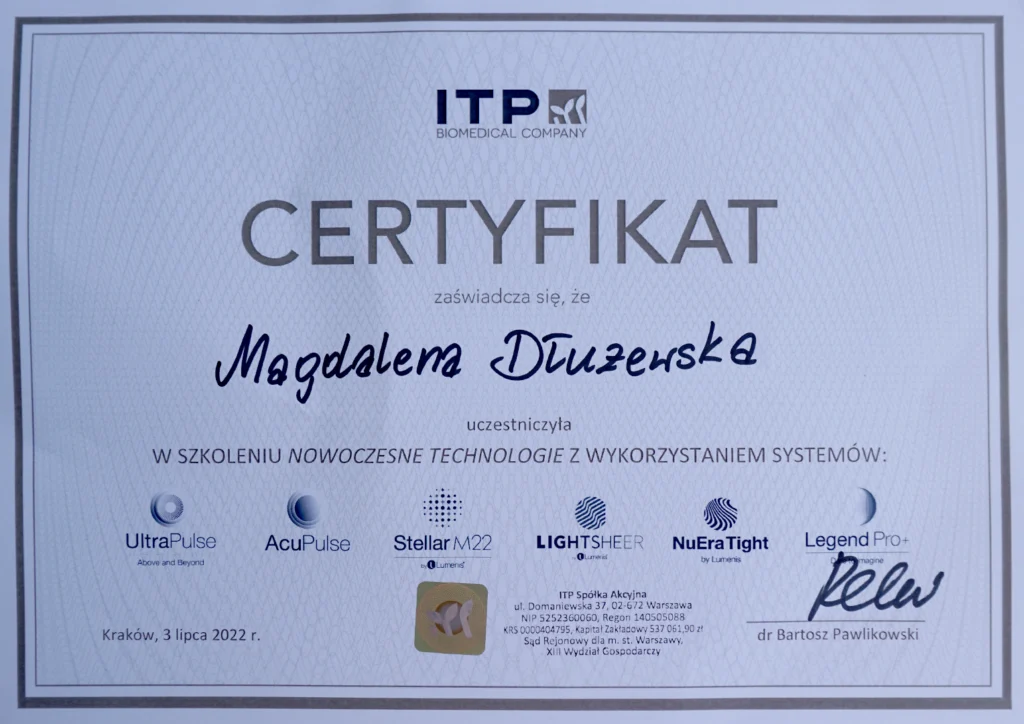 ITP
BIOMEDICAL COMPANY
CERTYFIKAT
zaświadcza się, że
Magdalena Dłużewska
uczestniczyła
W SZKOLENIU NOWOCZESNE TECHNOLOGIE Z WYKORZYSTANIEM SYSTEMÓW:
UltraPulse
Above and Beyond
AcuPulse
Stellar M22
by Lumenis
LIGHTSHEER
by Lumenis
NuEra Tight
by Lumenis
Legend Pro+
ITP Spółka Akcyjna
ul. Domaniewska 37, 02-672 Warszawa
NIP 5252360060, Regon 140505088
KRS 0000404795, Kapitał Zakładowy 537 061,90 zł
Sąd Rejonowy dla m. st. Warszawy,
XIII Wydział Gospodarczy
Kraków, 3 lipca 2022 r.
dr Bartosz Pawlikowski